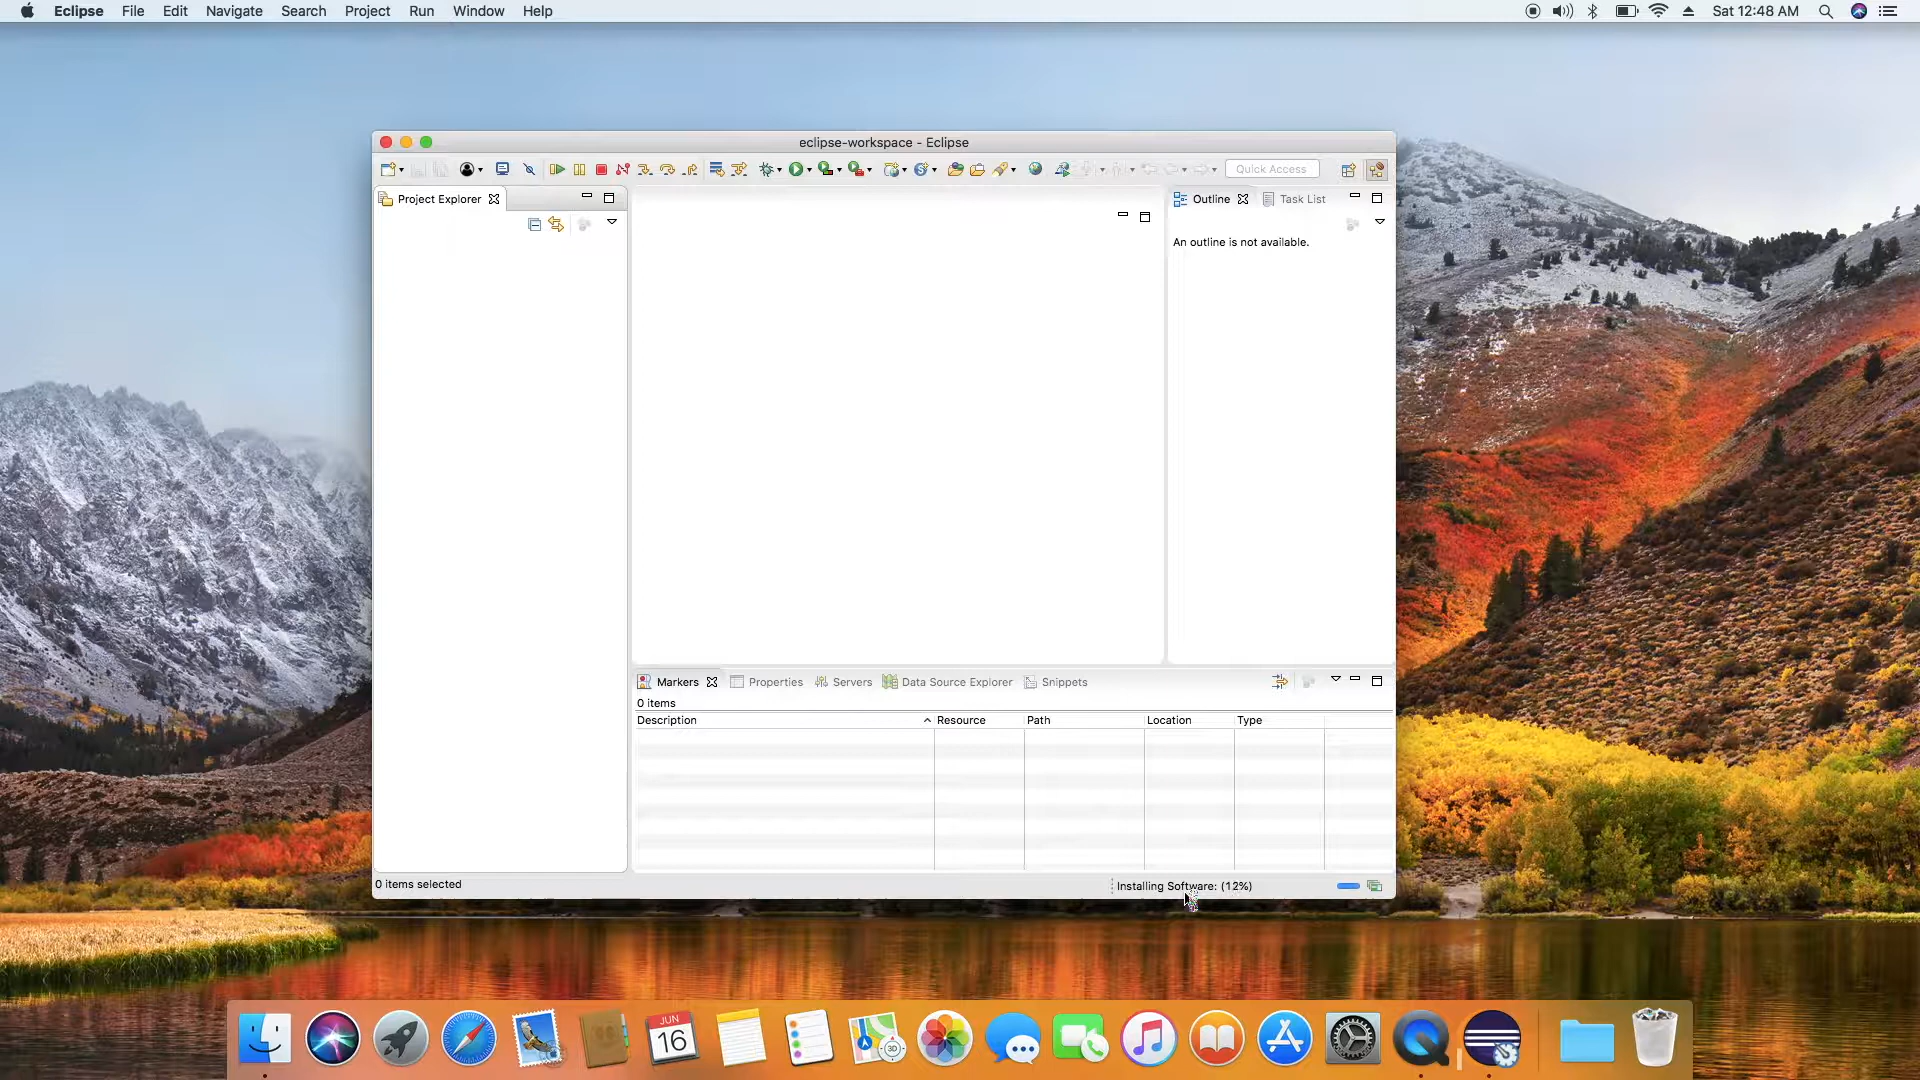 Eclipse File Edit Navigate Search Project Run Window Help Sat 12:48 AM
eclipse-workspace - Eclipse
Quick Access
Project Explorer
Outline Task List
An outline is not available.
Markers Properties Servers Data Source Explorer Snippets
0 items
Description Resource Path Location Type
0 items selected
Installing Software: (12%)
JUN
16
3D